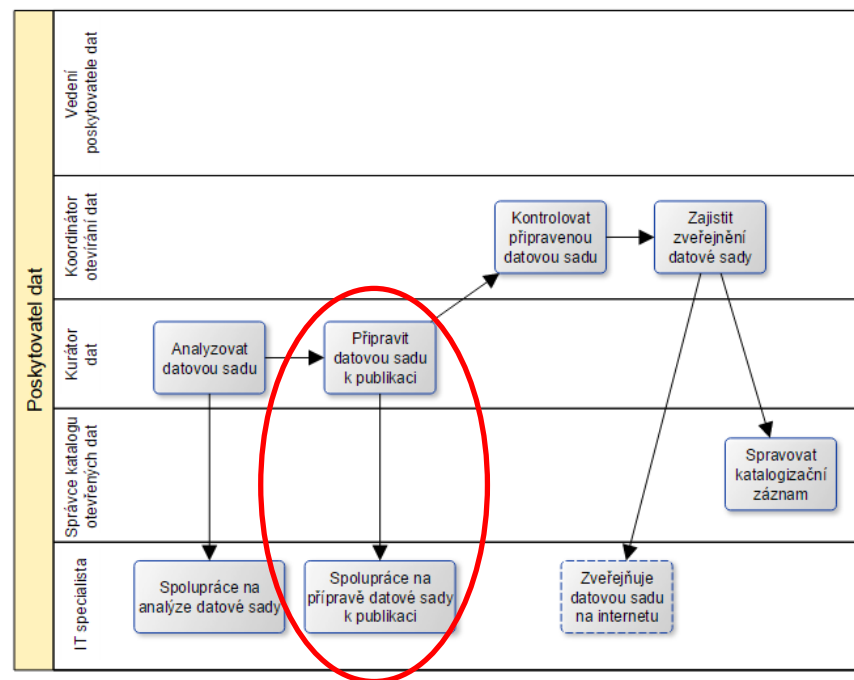 Poskytovatel dat
Vedení
poskytovatele dat
Koordinátor
otevírání dat
Kontrolovat
připravenou
datovou sadu
Zajistit
zveřejnění
datové sady
Kurátor
dat
Analyzovat
datovou sadu
Připravit
datovou sadu
k publikaci
Správce katalogu
otevřených dat
Spravovat
katalogizační
záznam
IT specialista
Spolupráce na
analýze datové sady
Spolupráce na
přípravě datové sady
k publikaci
Zveřejňuje
datovou sadu
na internetu